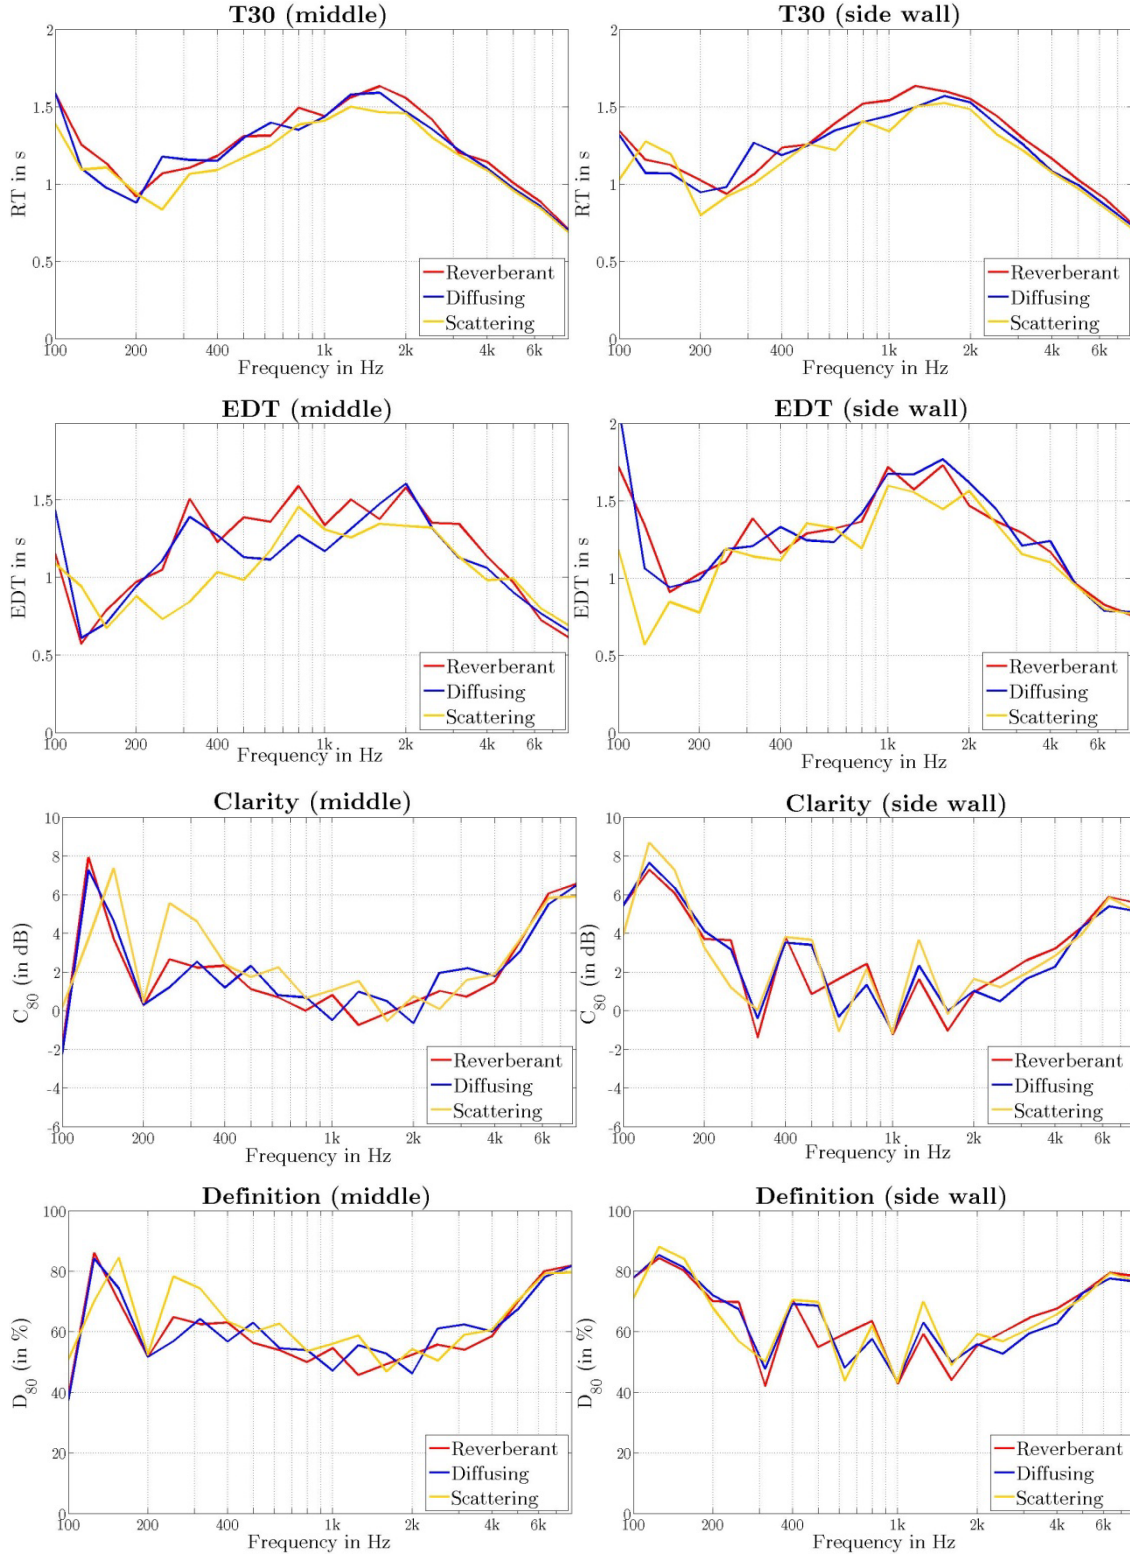 T30 (middle)
2
1.5
1
0.5
0
RT in s
Reverberant
Diffusing
Scattering
100 200 400 1k 2k 4k 6k
Frequency in Hz
T30 (side wall)
2
1.5
1
0.5
0
RT in s
Reverberant
Diffusing
Scattering
100 200 400 1k 2k 4k 6k
Frequency in Hz
EDT (middle)
1.5
1
0.5
0
EDT in s
Reverberant
Diffusing
Scattering
100 200 400 1k 2k 4k 6k
Frequency in Hz
EDT (side wall)
2
1.5
1
0.5
0
EDT in s
Reverberant
Diffusing
Scattering
100 200 400 1k 2k 4k 6k
Frequency in Hz
Clarity (middle)
10
8
6
4
2
0
-2
-4
-6
C80 (in dB)
Reverberant
Diffusing
Scattering
100 200 400 1k 2k 4k 6k
Frequency in Hz
Clarity (side wall)
10
8
6
4
2
0
-2
-4
-6
C80 (in dB)
Reverberant
Diffusing
Scattering
100 200 400 1k 2k 4k 6k
Frequency in Hz
Definition (middle)
100
80
60
40
20
0
D80 (in %)
Reverberant
Diffusing
Scattering
100 200 400 1k 2k 4k 6k
Frequency in Hz
Definition (side wall)
100
80
60
40
20
0
D80 (in %)
Reverberant
Diffusing
Scattering
100 200 400 1k 2k 4k 6k
Frequency in Hz